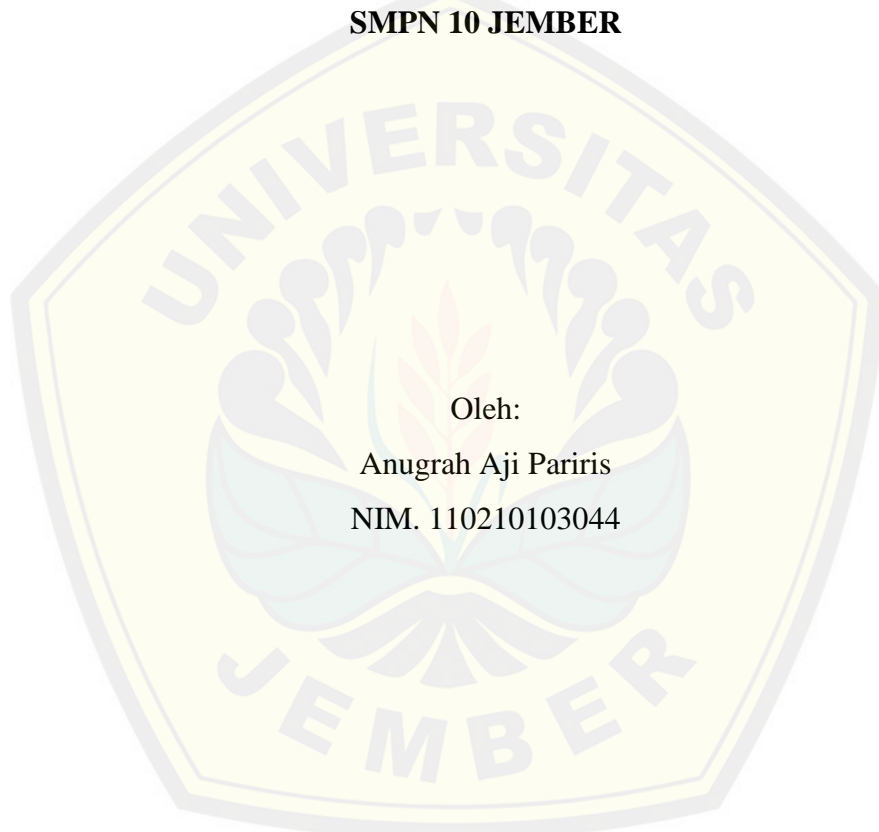 SMPN 10 JEMBER
UNIVERSITAS
Oleh:
Anugrah Aji Pariris
NIM. 110210103044
JEMBER